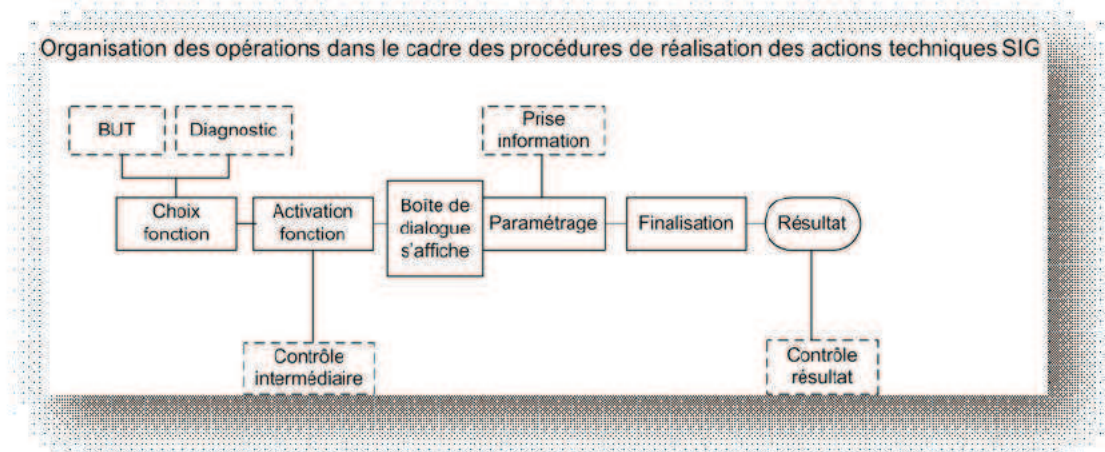 Organisation des opérations dans le cadre des procédures de réalisation des actions techniques SIG
BUT
Diagnostic
Prise
information
Choix
fonction
Activation
fonction
Boîte de
dialogue
s'affiche
Paramétrage
Finalisation
Résultat
Contrôle
intermédiaire
Contrôle
résultat